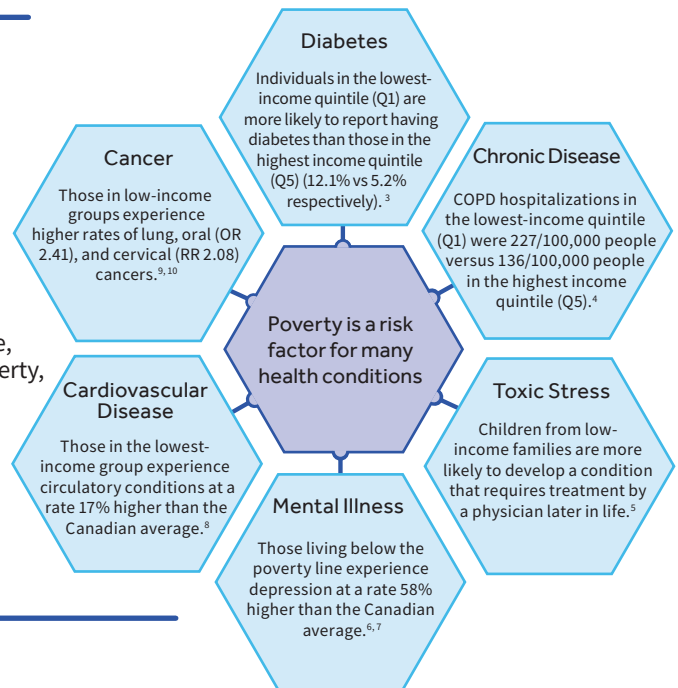 Diabetes
Individuals in the lowest-
income quintile (Q1) are
more likely to report having
diabetes than those in the
highest income quintile
(Q5) (12.1% vs 5.2%
respectively). 3
Cancer
Those in low-income
groups experience
higher rates of lung, oral (OR
2.41), and cervical (RR 2.08)
cancers.9, 10
Chronic Disease
COPD hospitalizations in
the lowest-income quintile
(Q1) were 227/100,000 people
versus 136/100,000 people
in the highest income
quintile (Q5).4
Poverty is a risk
factor for many
health conditions
e,
erty,
Cardiovascular
Disease
Those in the lowest-
income group experience
circulatory conditions at a
rate 17% higher than the
Canadian average.8
Toxic Stress
Children from low-
income families are more
likely to develop a condition
that requires treatment by
a physician later in life.5
Mental Illness
Those living below the
poverty line experience
depression at a rate 58%
higher than the Canadian
average.6, 7